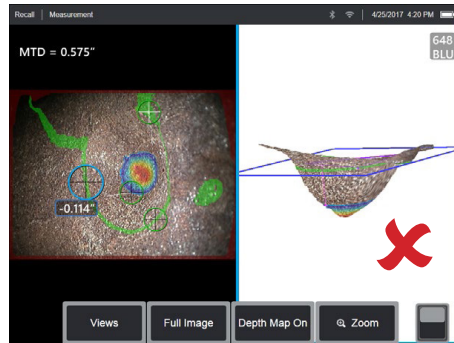 Recall | Measurement
4/25/2017 4:20 PM
MTD = 0.575"
648
BLU
-0.114"
Views
Full Image
Depth Map On
Zoom